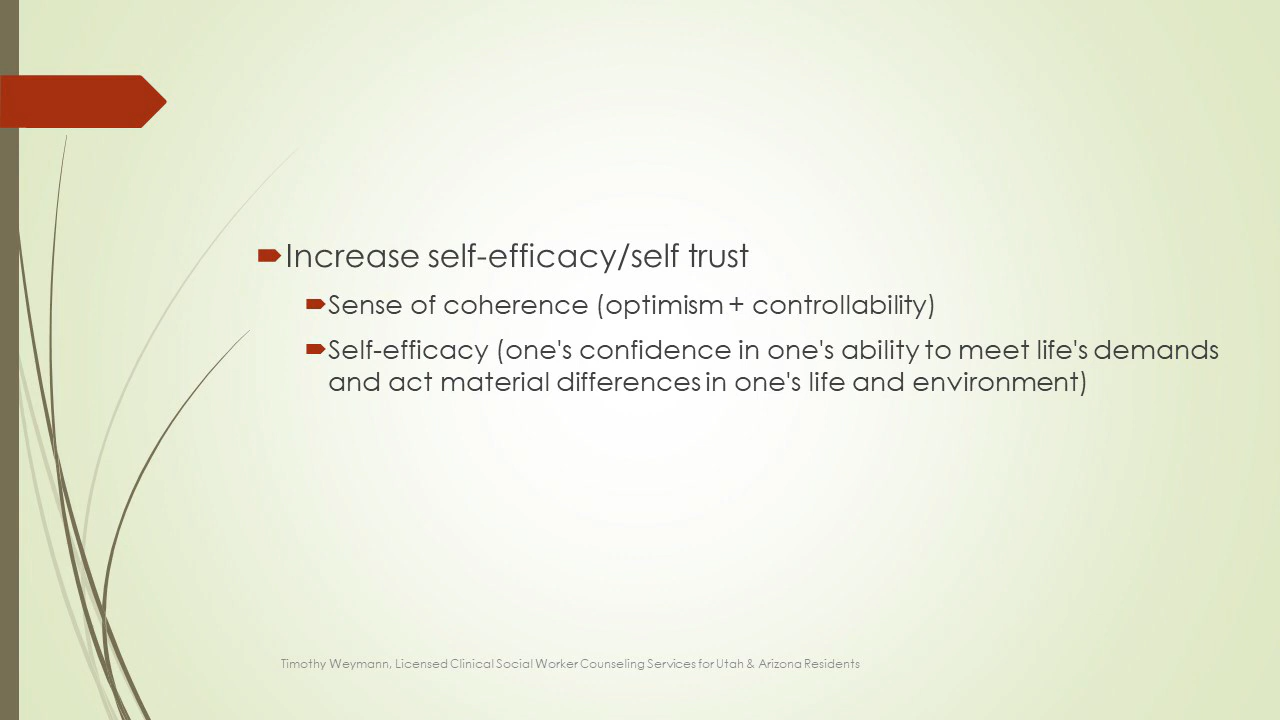 Increase self-efficacy/self trust
Sense of coherence (optimism + controllability)
Self-efficacy (one's confidence in one's ability to meet life's demands
and act material differences in one's life and environment)
Timothy Weymann, Licensed Clinical Social Worker Counseling Services for Utah & Arizona Residents